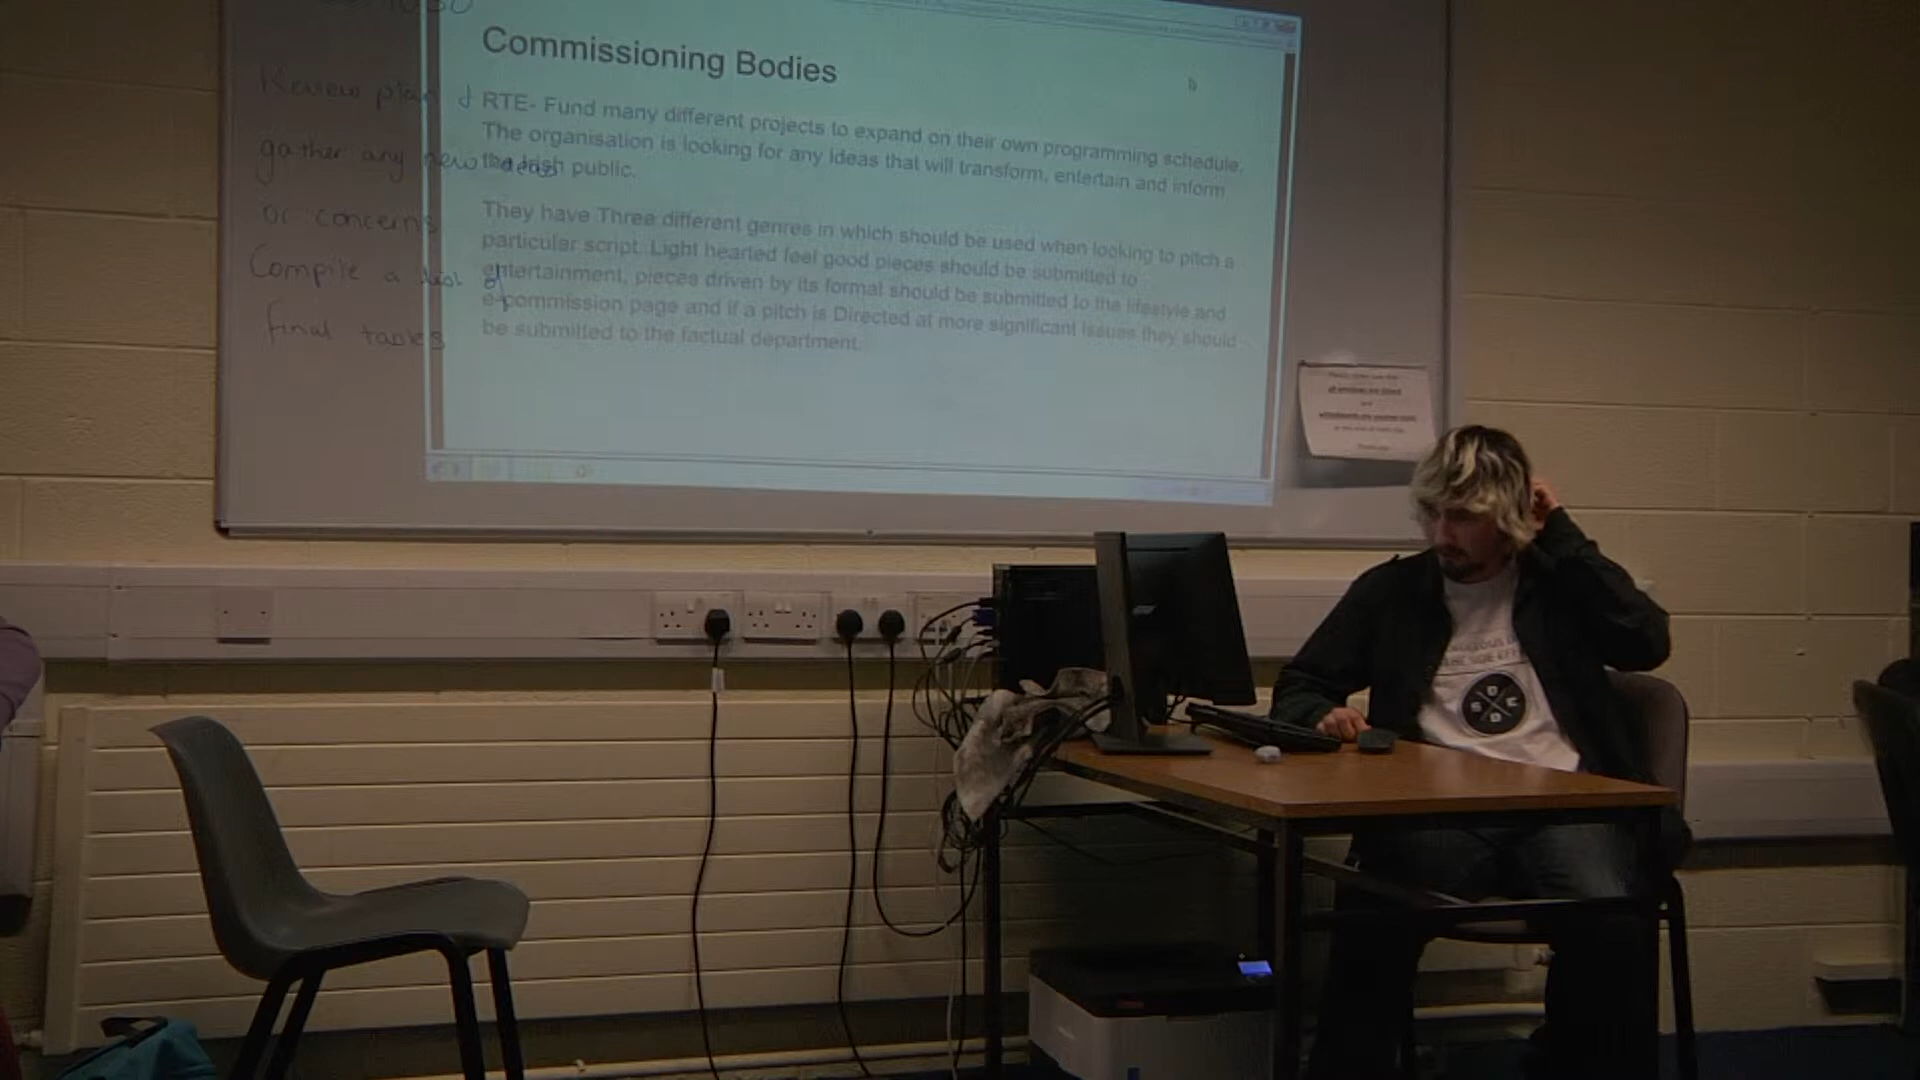 Commissioning Bodies
RTE- Fund many different projects to expand on their own programming schedule.
The organisation is looking for any ideas that will transform, entertain and inform
the Irish public.
They have Three different genres in which should be used when looking to pitch a
particular script. Light hearted feel good pieces should be submitted to
entertainment, pieces driven by its format should be submitted to the lifestyle and
e-commission page and if a pitch is Directed at more significant issues they should
be submitted to the factual department.
Review plan &
gather any new ideas
or concerns
Compile a list of
final tables